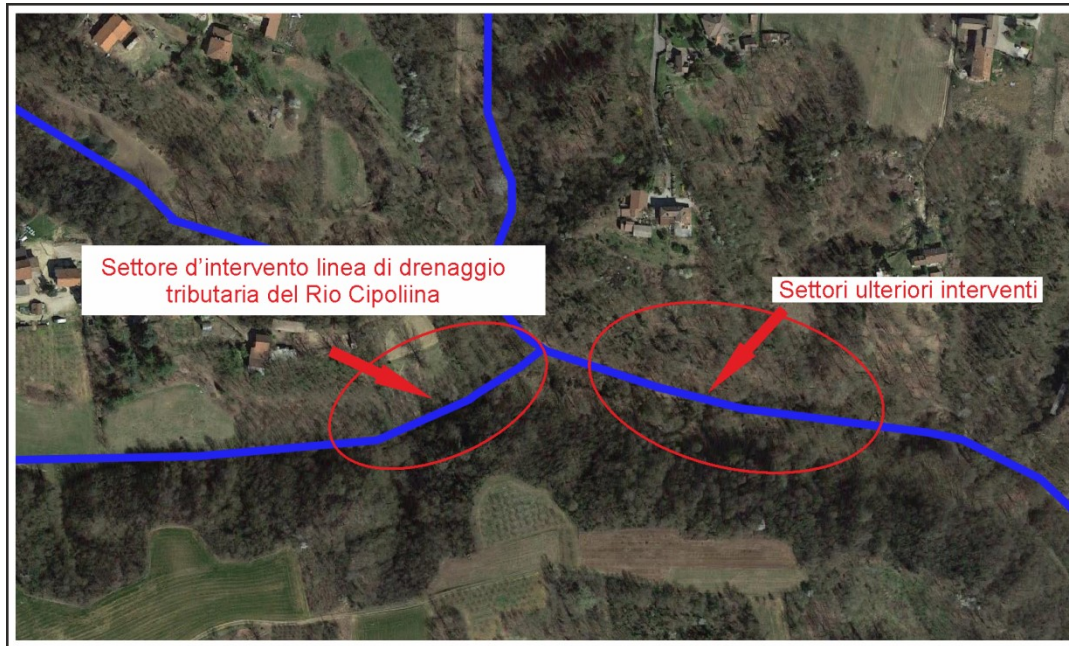 Settore d'intervento linea di drenaggio
tributaria del Rio Cipoliina
Settori ulteriori interventi